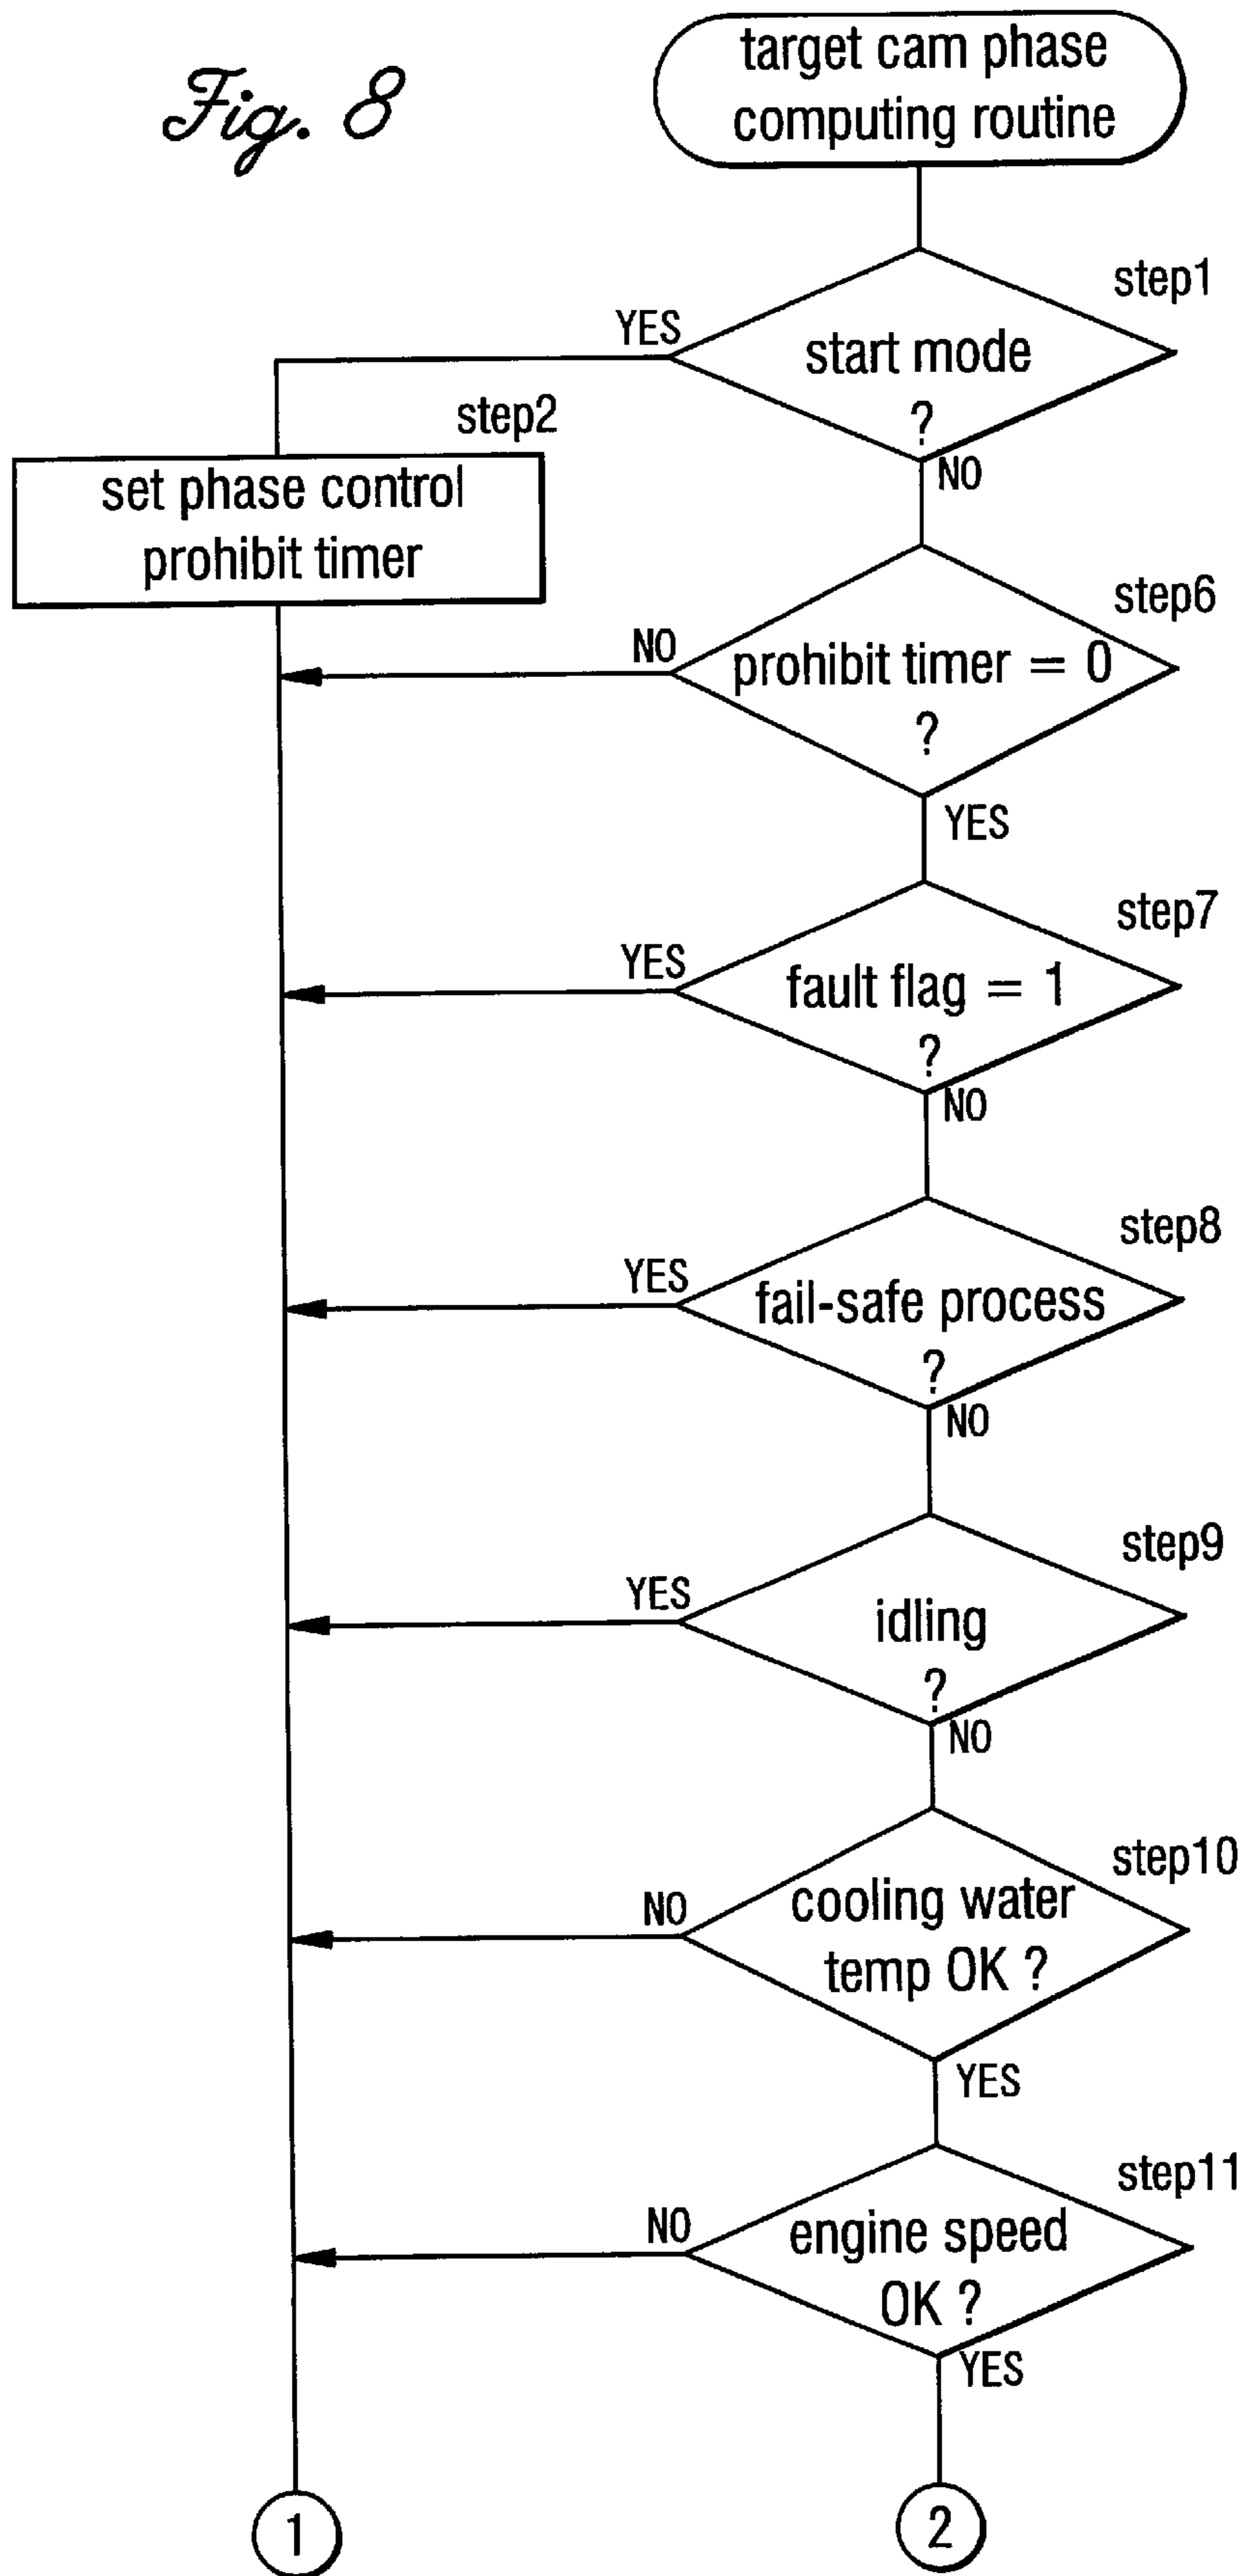 Fig. 8
target cam phase
computing routine
step1
YES
start mode
?
NO
step2
set phase control
prohibit timer
step6
NO
prohibit timer = 0
?
YES
step7
YES
fault flag = 1
?
NO
step8
YES
fail-safe process
?
NO
step9
YES
idling
?
NO
step10
NO
cooling water
temp OK ?
YES
step11
NO
engine speed
OK ?
YES
1
2